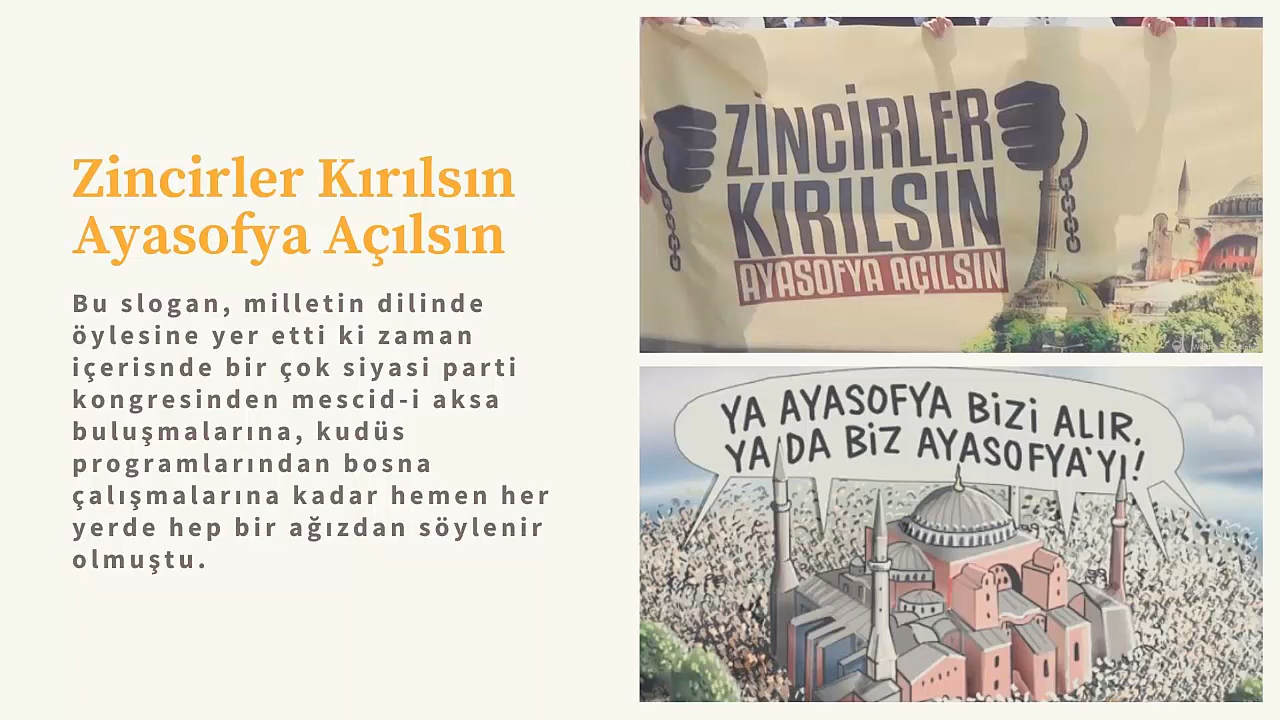 Zincirler Kırılsın
Ayasofya Açılsın
Bu slogan, milletin dilinde
öylesine yer etti ki zaman
içerisnde bir çok siyasi parti
kongresinden mescid-i aksa
buluşmalarına, kudüs
programlarından bosna
çalışmalarına kadar hemen her
yerde hep bir ağızdan söylenir
olmuştu.
ZİNCİRLER
KIRILSIN
AYASOFYA AÇILSIN
YA AYASOFYA BİZİ ALIR,
YA DA BİZ AYASOFYA'YI!